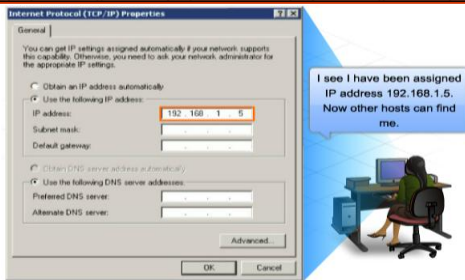 Internet Protocol (TCP/IP) Properties
General
You can get IP settings assigned automatically if your network supports
this capability. Otherwise, you need to ask your network administrator for
the appropriate IP settings.
Obtain an IP address automatically
Use the following IP address:
IP address:
192 . 168 . 1 . 5
Subnet mask:
Default gateway:
Obtain DNS server address automatically
Use the following DNS server addresses:
Preferred DNS server:
Alternate DNS server:
Advanced...
OK
Cancel
I see I have been assigned
IP address 192.168.1.5.
Now other hosts can find
me.